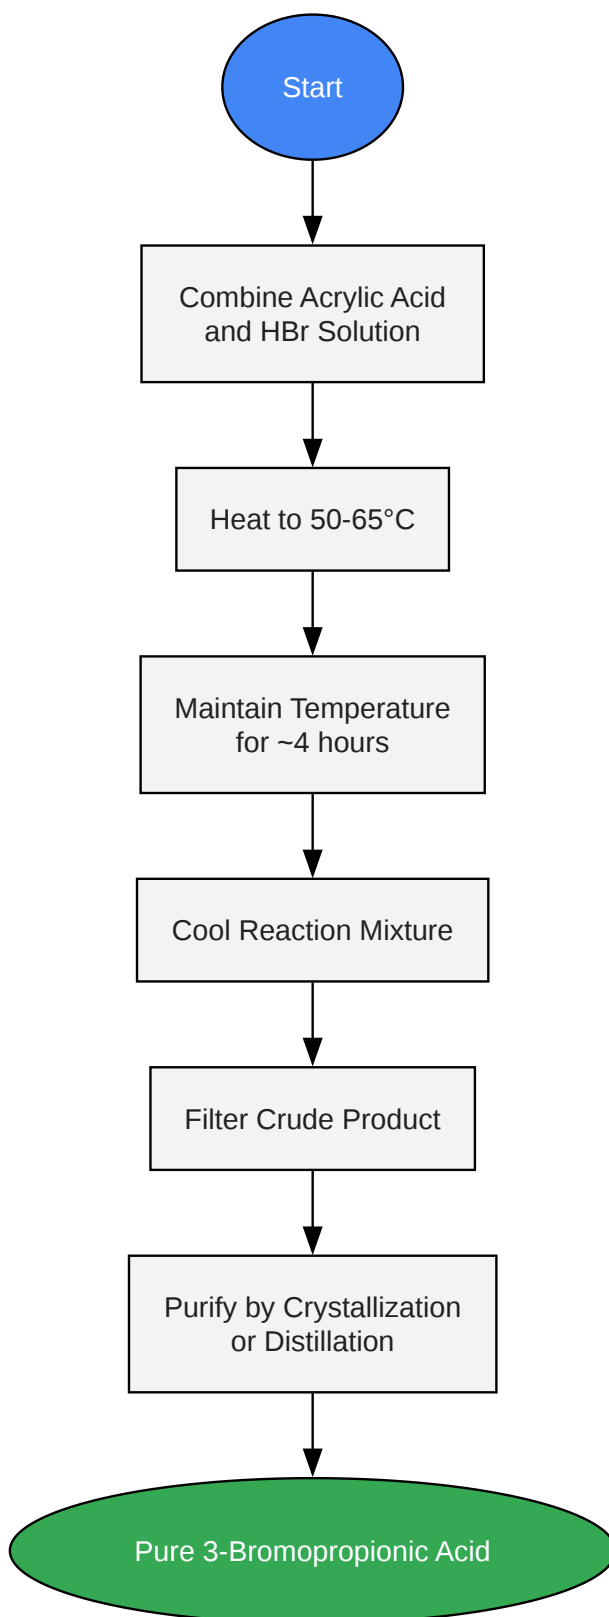 Start
Combine Acrylic Acid
and HBr Solution
Heat to 50-65°C
Maintain Temperature
for ~4 hours
Cool Reaction Mixture
Filter Crude Product
Purify by Crystallization
or Distillation
Pure 3-Bromopropionic Acid